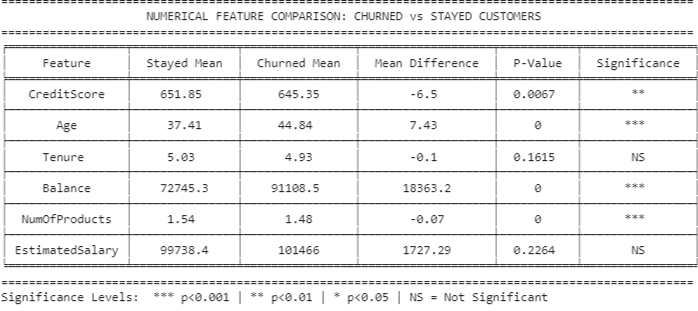 NUMERICAL FEATURE COMPARISON: CHURNED vs STAYED CUSTOMERS
Feature Stayed Mean Churned Mean Mean Difference P-Value Significance
CreditScore 651.85 645.35 -6.5 0.0067 **
Age 37.41 44.84 7.43 0 ***
Tenure 5.03 4.93 -0.1 0.1615 NS
Balance 72745.3 91108.5 18363.2 0 ***
NumOfProducts 1.54 1.48 -0.07 0 ***
EstimatedSalary 99738.4 101466 1727.29 0.2264 NS
Significance Levels: *** p<0.001 | ** p<0.01 | * p<0.05 | NS = Not Significant